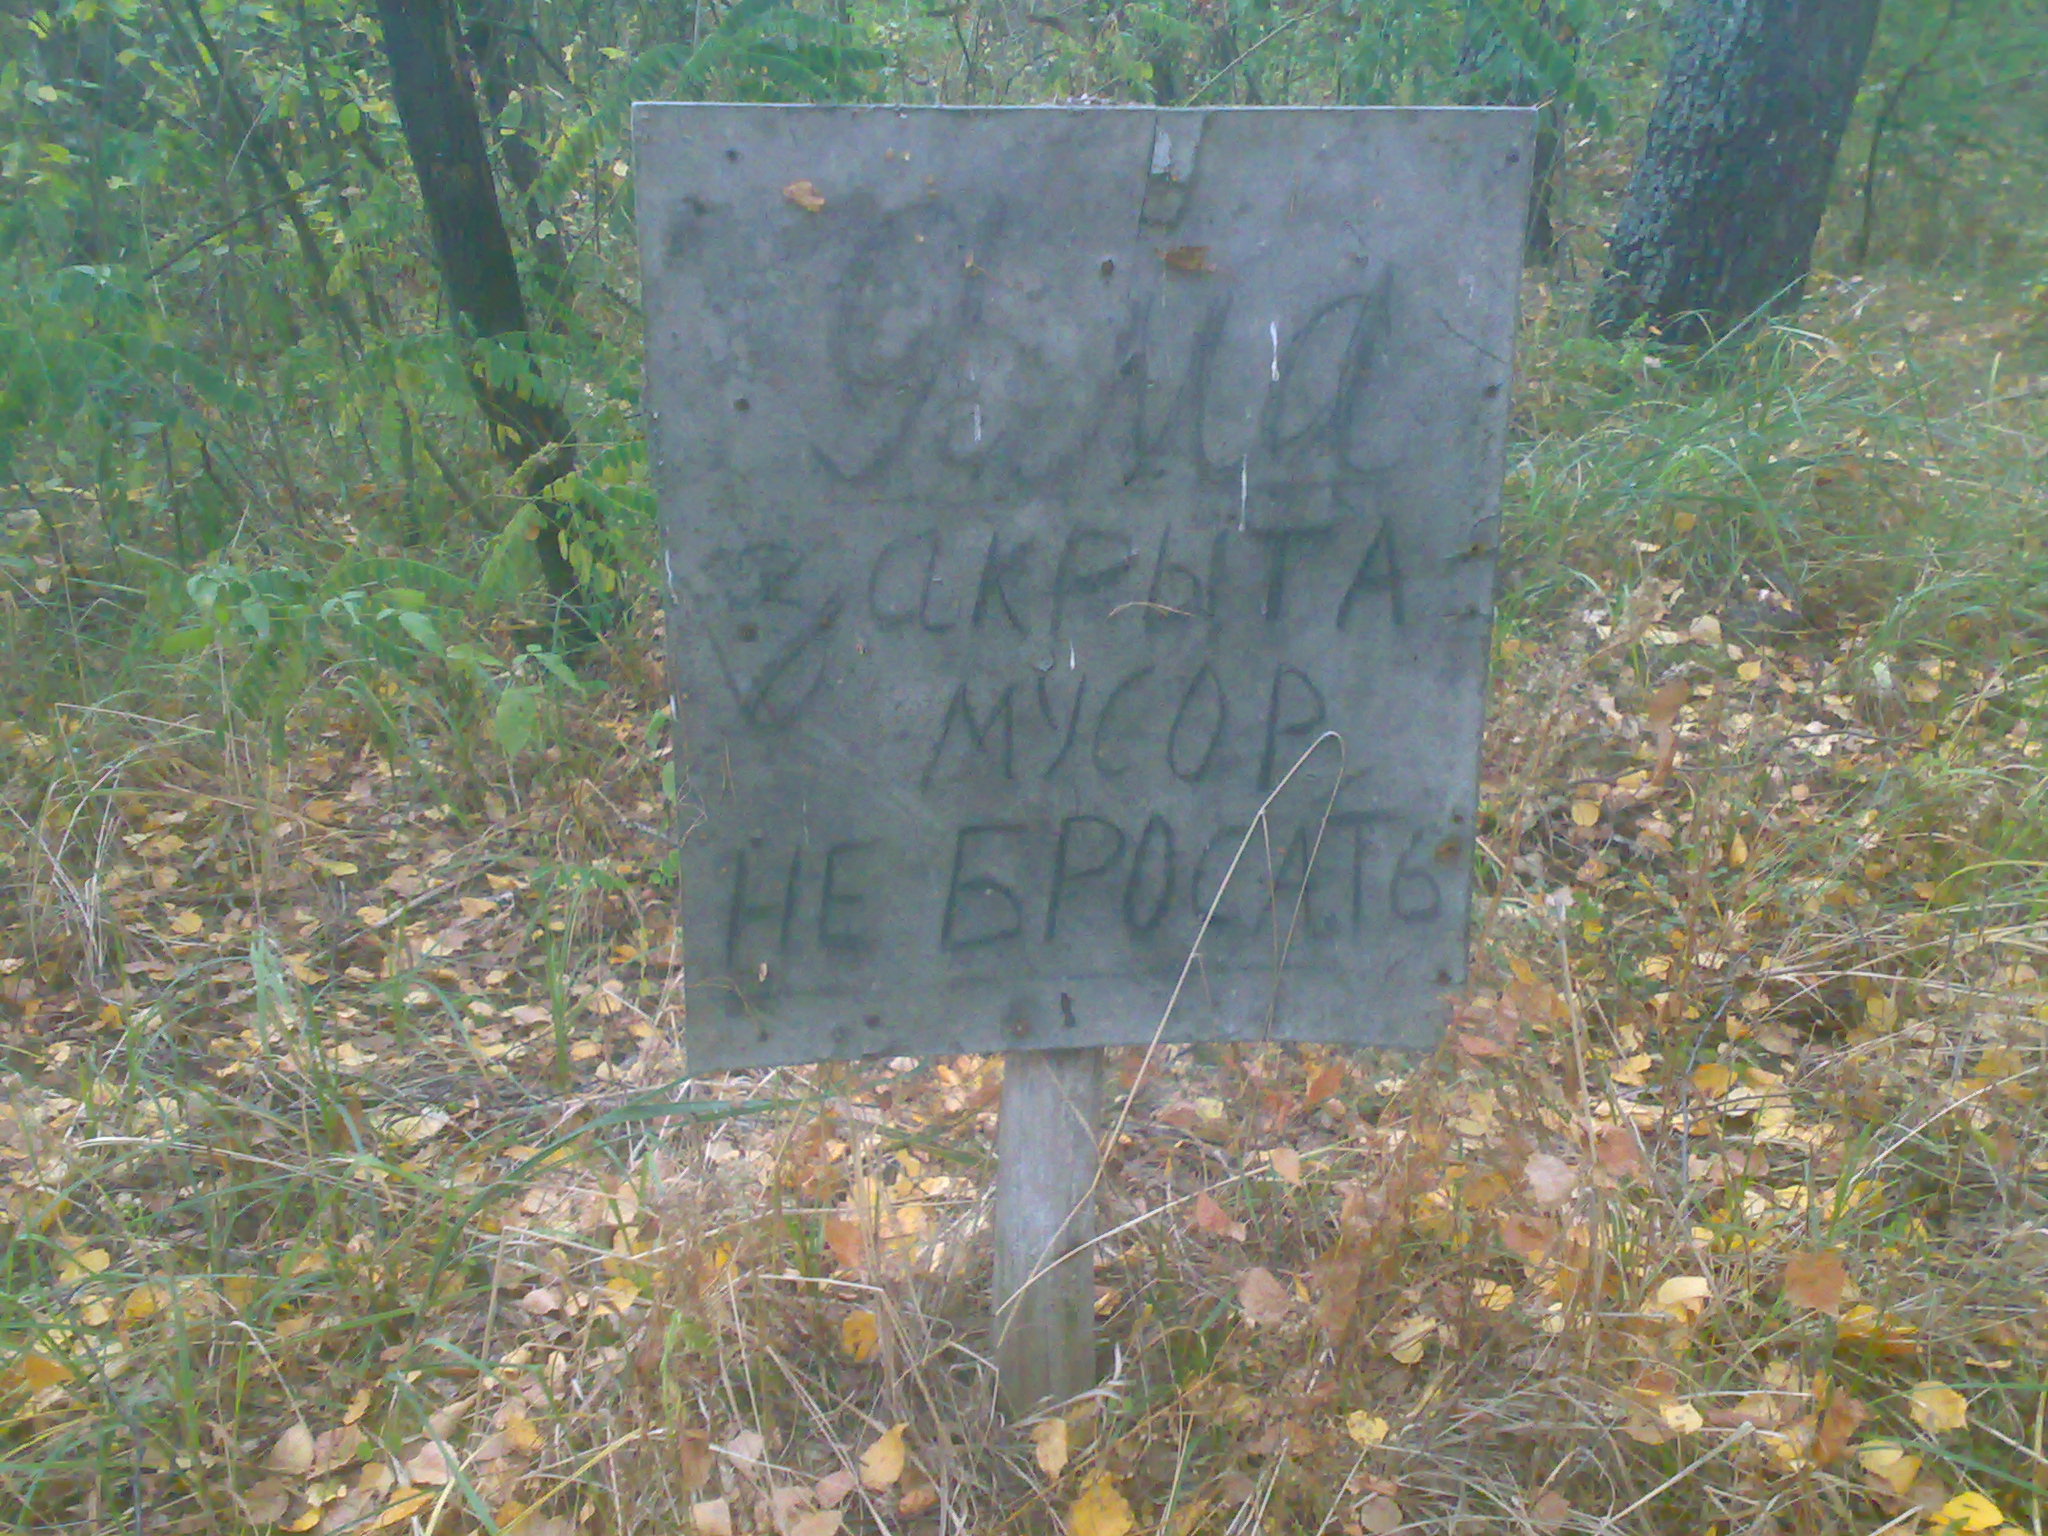 Яма
закрыта
мусор
не бросать